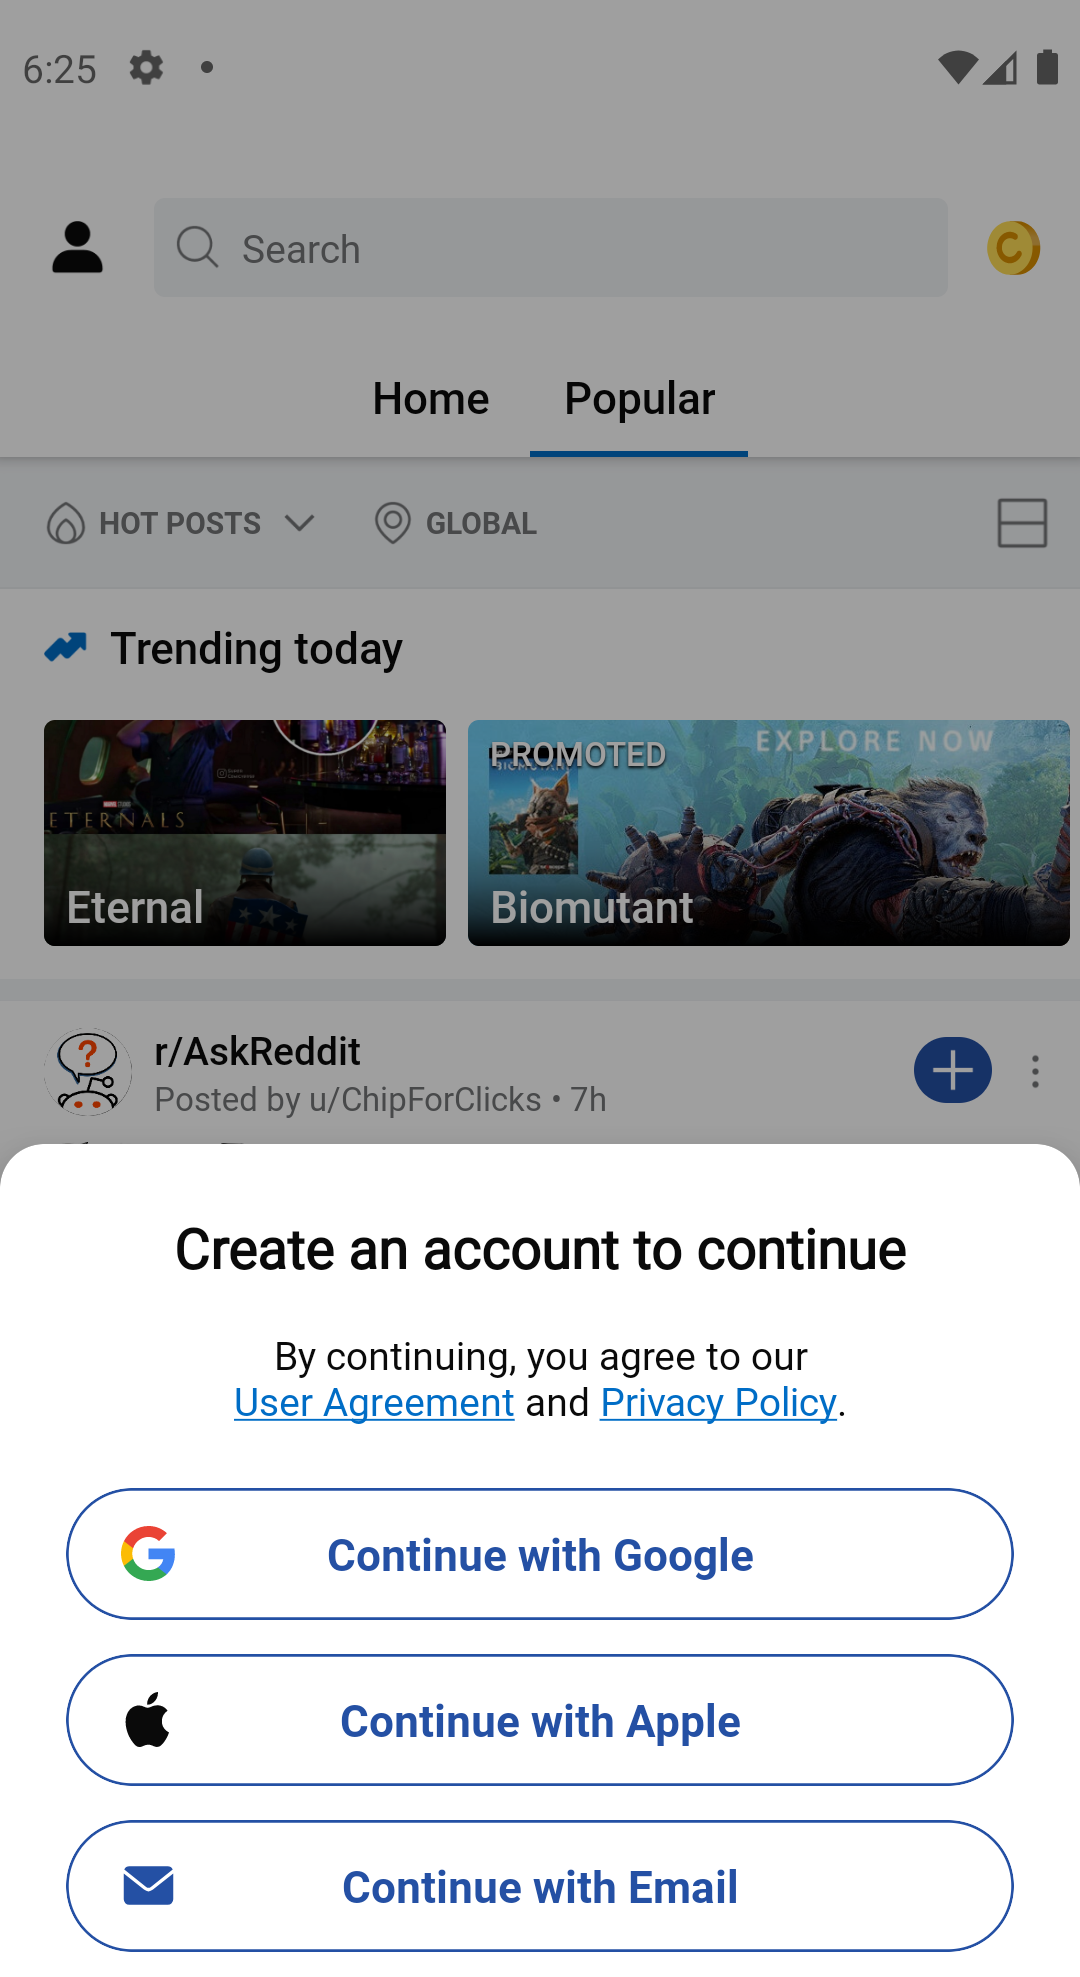 6:25
Search
Home Popular
HOT POSTS GLOBAL
Trending today
MARVEL STUDIOS
ETERNALS
Eternal
PROMOTED
EXPLORE NOW
Biomutant
r/AskReddit
Posted by u/ChipForClicks • 7h
Create an account to continue
By continuing, you agree to our
User Agreement and Privacy Policy.
Continue with Google
Continue with Apple
Continue with Email